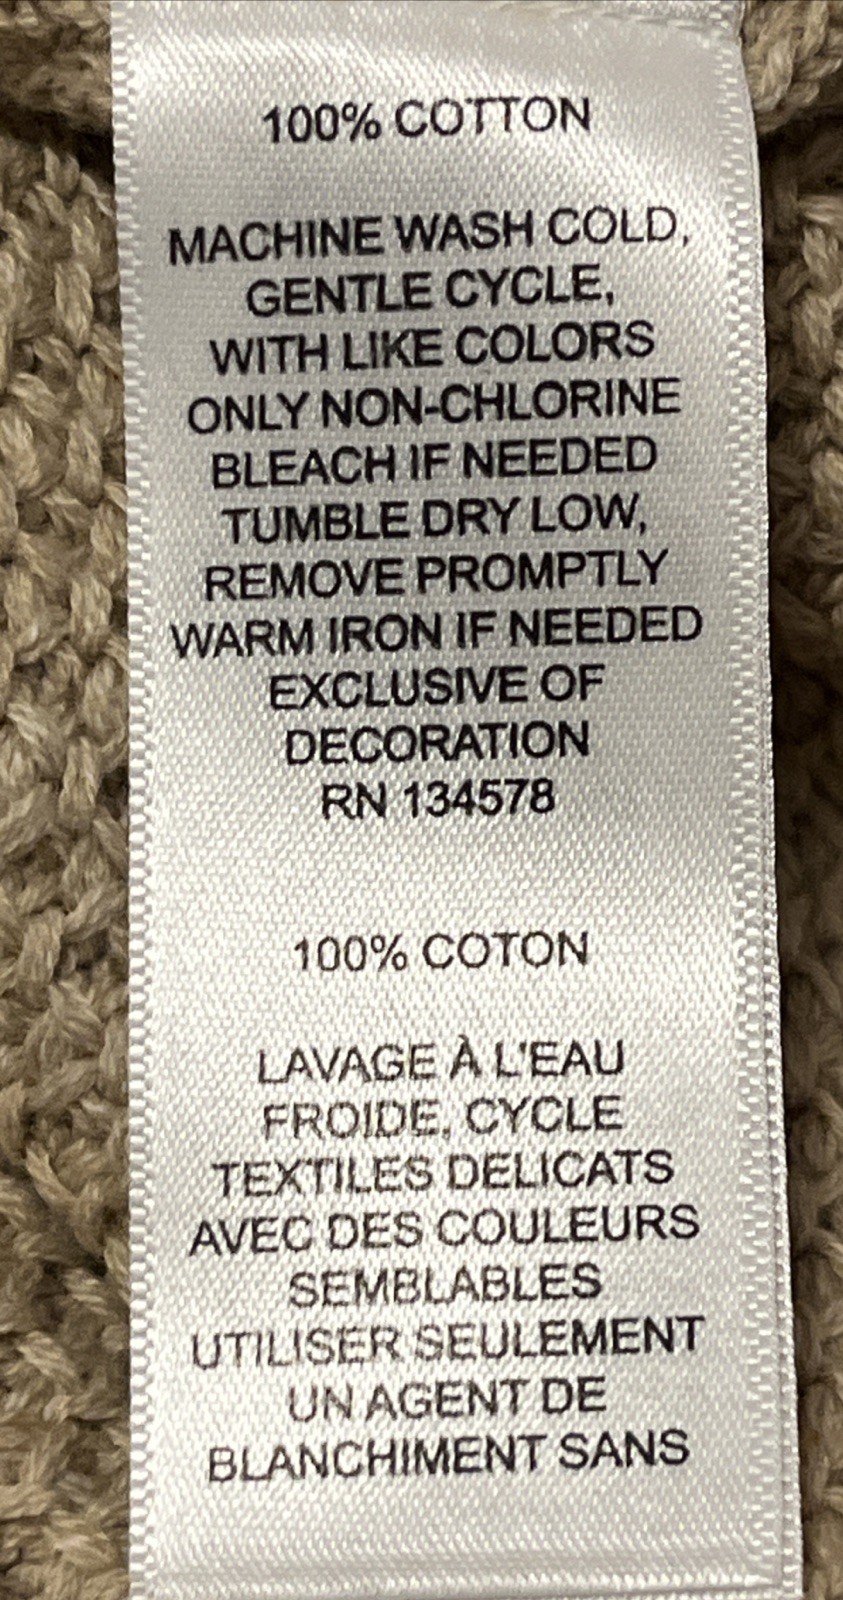 100% COTTON
MACHINE WASH COLD,
GENTLE CYCLE,
WITH LIKE COLORS
ONLY NON-CHLORINE
BLEACH IF NEEDED
TUMBLE DRY LOW,
REMOVE PROMPTLY
WARM IRON IF NEEDED
EXCLUSIVE OF
DECORATION
RN 134578
100% COTON
LAVAGE À L'EAU
FROIDE, CYCLE
TEXTILES DELICATS
AVEC DES COULEURS
SEMBLABLES
UTILISER SEULEMENT
UN AGENT DE
BLANCHIMENT SANS